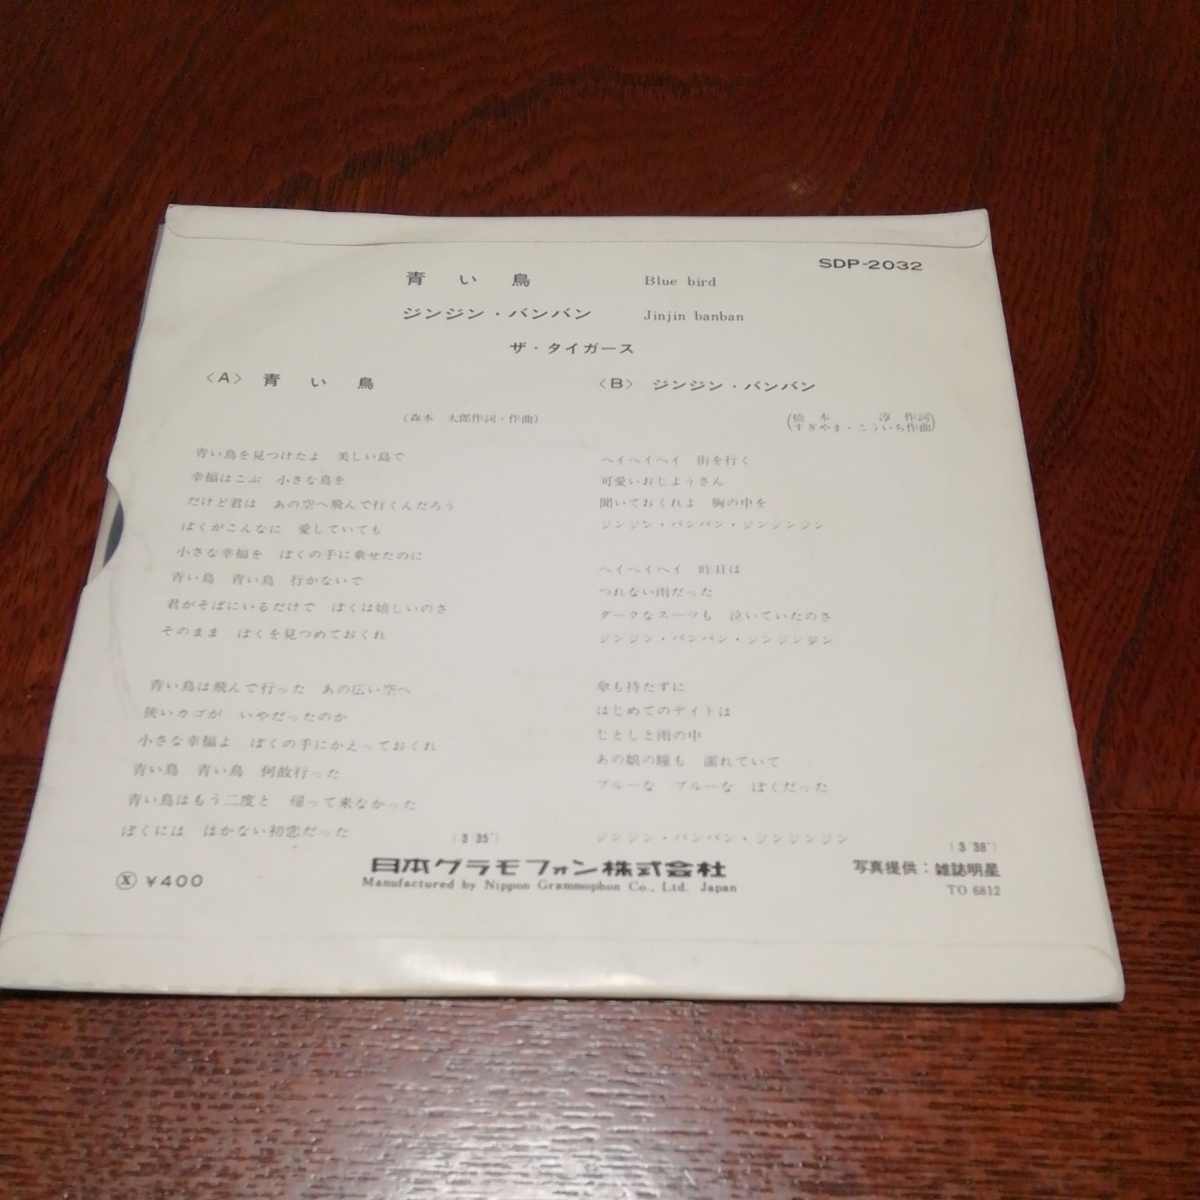 SDP-2032
青い鳥 Blue bird
ジンジン・バンバン Jinjin banban
ザ・タイガース
〈A〉 青い鳥
(森本 太郎作詞・作曲)
青い鳥を見つけたよ 美しい島で
幸福はこぶ 小さな鳥を
だけど君は あの空へ飛んで行くんだろう
ぼくがこんなに 愛していても
小さな幸福を ぼくの手に乗せたのに
青い鳥 青い鳥 行かないで
君がそばにいるだけで ぼくは嬉しいのさ
そのまま ぼくを見つめておくれ
青い鳥は飛んで行った あの広い空へ
狭いカゴが いやだったのか
小さな幸福よ ぼくの手にかえっておくれ
青い鳥 青い鳥 何故行った
青い鳥はもう二度と 帰って来なかった
ぼくには はかない初恋だった
(3'35")
〈B〉 ジンジン・バンバン
(橋本 淳 作詞
すぎやま・こういち作曲)
ヘイヘイヘイ 街を行く
可愛いおじようさん
聞いておくれよ 胸の中を
ジンジン・バンバン・ジンジンジン
ヘイヘイヘイ 昨日は
つれない雨だった
ダークなスーツも 泣いていたのさ
ジンジン・バンバン・ジンジンジン
傘も持たずに
はじめてのデイトは
じとしと雨の中
あの娘の瞳も 濡れていて
ブルーな ブルーな ぼくだった
ジンジン・バンバン・ジンジンジン
(3'38")
Ⓧ ¥400
日本グラモフォン株式会社
Manufactured by Nippon Grammophon Co., Ltd. Japan
写真提供：雑誌明星
TO 6812